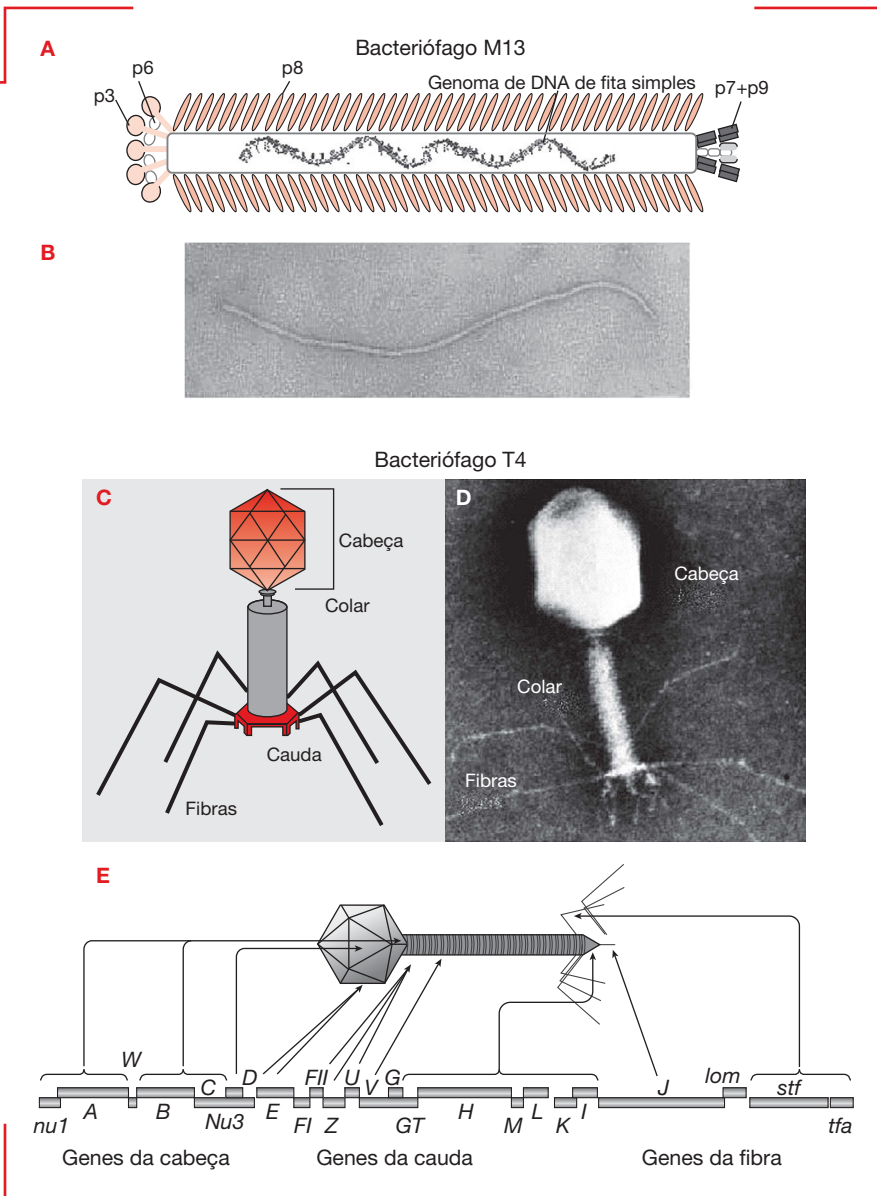 A
Bacteriófago M13
p6
p8
Genoma de DNA de fita simples
p7+p9
p3
B
Bacteriófago T4
C
Cabeça
Colar
Cauda
Fibras
D
Cabeça
Colar
Fibras
E
W
C
D
FII
U
V
G
J
lom
stf
nu1
A
B
Nu3
E
FI
Z
GT
H
M
L
K
I
tfa
Genes da cabeça
Genes da cauda
Genes da fibra